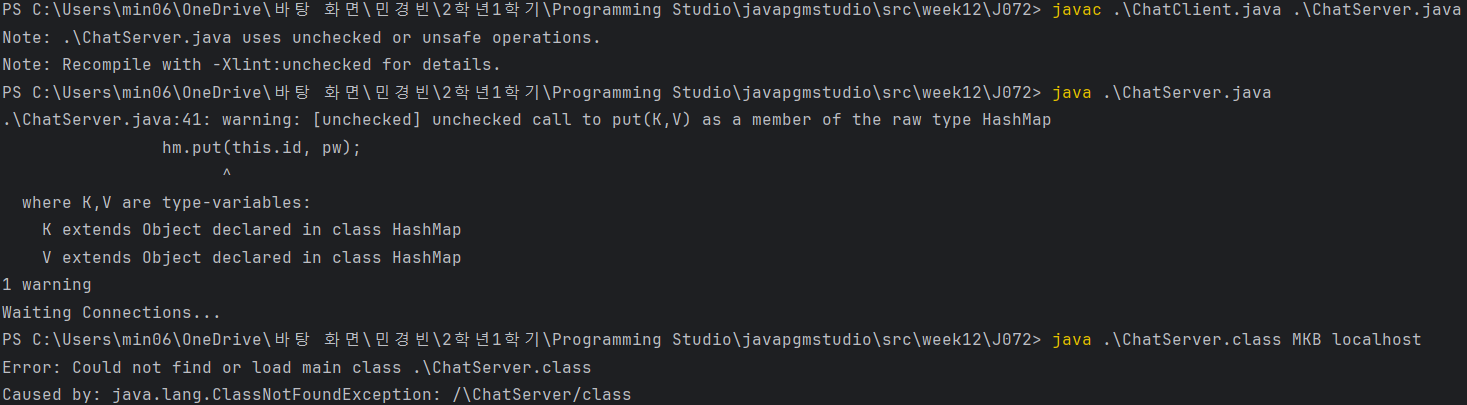 PS C:\Users\min06\OneDrive\바탕 화면\민경빈\2학년1학기\Programming Studio\javapgmstudio\src\week12\J072> javac .\ChatClient.java .\ChatServer.java
Note: .\ChatServer.java uses unchecked or unsafe operations.
Note: Recompile with -Xlint:unchecked for details.
PS C:\Users\min06\OneDrive\바탕 화면\민경빈\2학년1학기\Programming Studio\javapgmstudio\src\week12\J072> java .\ChatServer.java
.\ChatServer.java:41: warning: [unchecked] unchecked call to put(K,V) as a member of the raw type HashMap
                hm.put(this.id, pw);
                      ^
  where K,V are type-variables:
    K extends Object declared in class HashMap
    V extends Object declared in class HashMap
1 warning
Waiting Connections...
PS C:\Users\min06\OneDrive\바탕 화면\민경빈\2학년1학기\Programming Studio\javapgmstudio\src\week12\J072> java .\ChatServer.class MKB localhost
Error: Could not find or load main class .\ChatServer.class
Caused by: java.lang.ClassNotFoundException: /\ChatServer/class